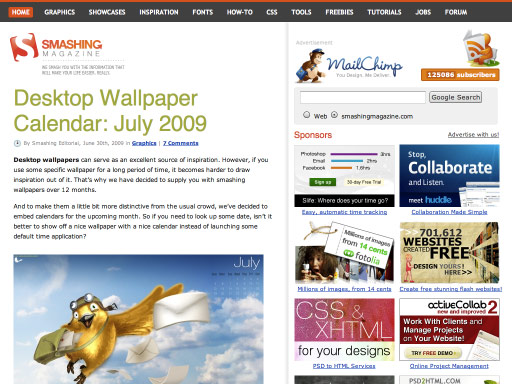 HOME GRAPHICS SHOWCASES INSPIRATION FONTS HOW-TO CSS TOOLS FREEBIES TUTORIALS JOBS FORUM
SMASHING
MAGAZINE
WE SMASH YOU WITH THE INFORMATION THAT
WILL MAKE YOUR LIFE EASIER. REALLY.
Desktop Wallpaper
Calendar: July 2009
By Smashing Editorial, June 30th, 2009 in Graphics | 7 Comments
Desktop wallpapers can serve as an excellent source of inspiration. However, if you
use some specific wallpaper for a long period of time, it becomes harder to draw
inspiration out of it. That's why we have decided to supply you with smashing
wallpapers over 12 months.
And to make them a little bit more distinctive from the usual crowd, we've decided to
embed calendars for the upcoming month. So if you need to look up some date, isn't it
better to show off a nice wallpaper with a nice calendar instead of launching some
default time application?
July
Advertisement
MailChimp
You Design, We Deliver.
125086 subscribers
Google Search
Web smashingmagazine.com
Sponsors
Advertise with us!
Photoshop 3hrs
Email 2hrs
Facebook 1.6hrs
Sign up 30-Day Free Trial
Slife: Where does your time go?
Easy, automatic time tracking
Stop,
Collaborate
and Listen.
meet huddle
Collaboration Made Simple
Millions of images
from 14 cents
fotolia
Millions of images, from 14 cents
701,612
WEBSITES
CREATED
FREE
DESIGN YOURS HERE>>
Create free stunning flash websites!
CSS &
XHTML
for your designs
PSD to HTML Services
activeCollab 2
new and improved
Work With Clients and
Manage Projects
on Your Website!
TRY FREE DEMO
Online Project Management
PSD2HTML.COM